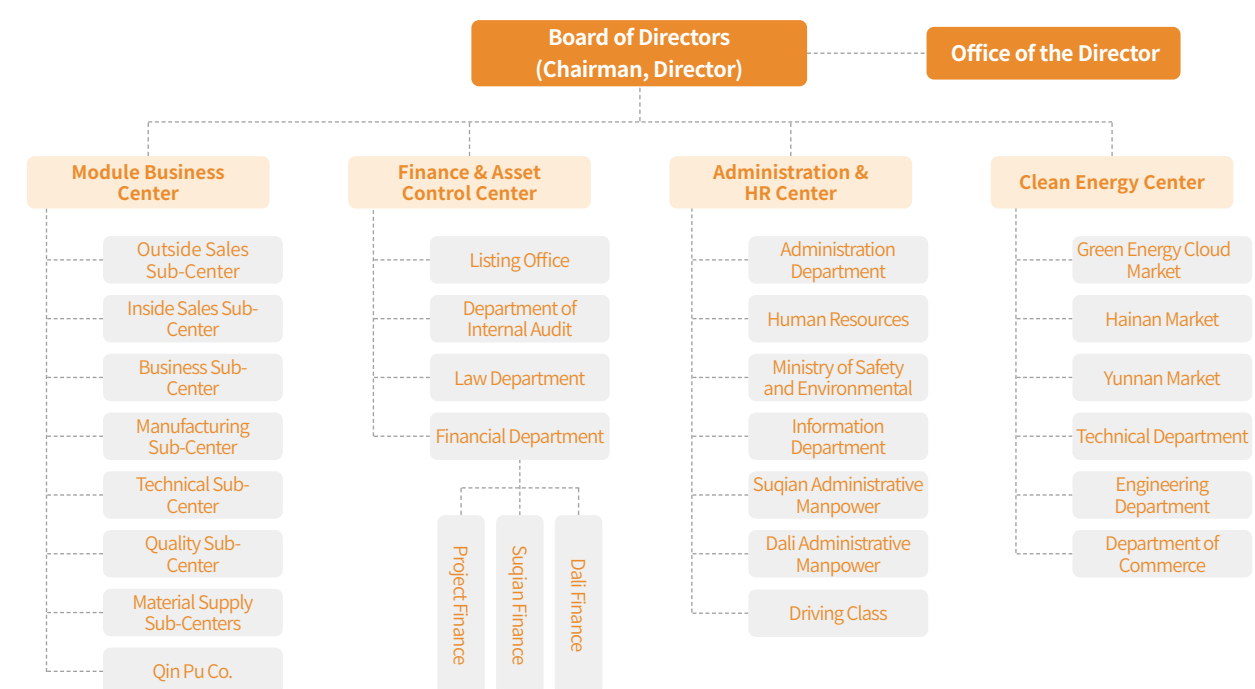 Board of Directors
(Chairman, Director)
Office of the Director
Module Business
Center
Finance & Asset
Control Center
Administration &
HR Center
Clean Energy Center
Outside Sales
Sub-Center
Inside Sales Sub-
Center
Business Sub-
Center
Manufacturing
Sub-Center
Technical Sub-
Center
Quality Sub-
Center
Material Supply
Sub-Centers
Qin Pu Co.
Listing Office
Department of
Internal Audit
Law Department
Financial Department
Project Finance
Suqian Finance
Dali Finance
Administration
Department
Human Resources
Ministry of Safety
and Environmental
Information
Department
Suqian Administrative
Manpower
Dali Administrative
Manpower
Driving Class
Green Energy Cloud
Market
Hainan Market
Yunnan Market
Technical Department
Engineering
Department
Department of
Commerce